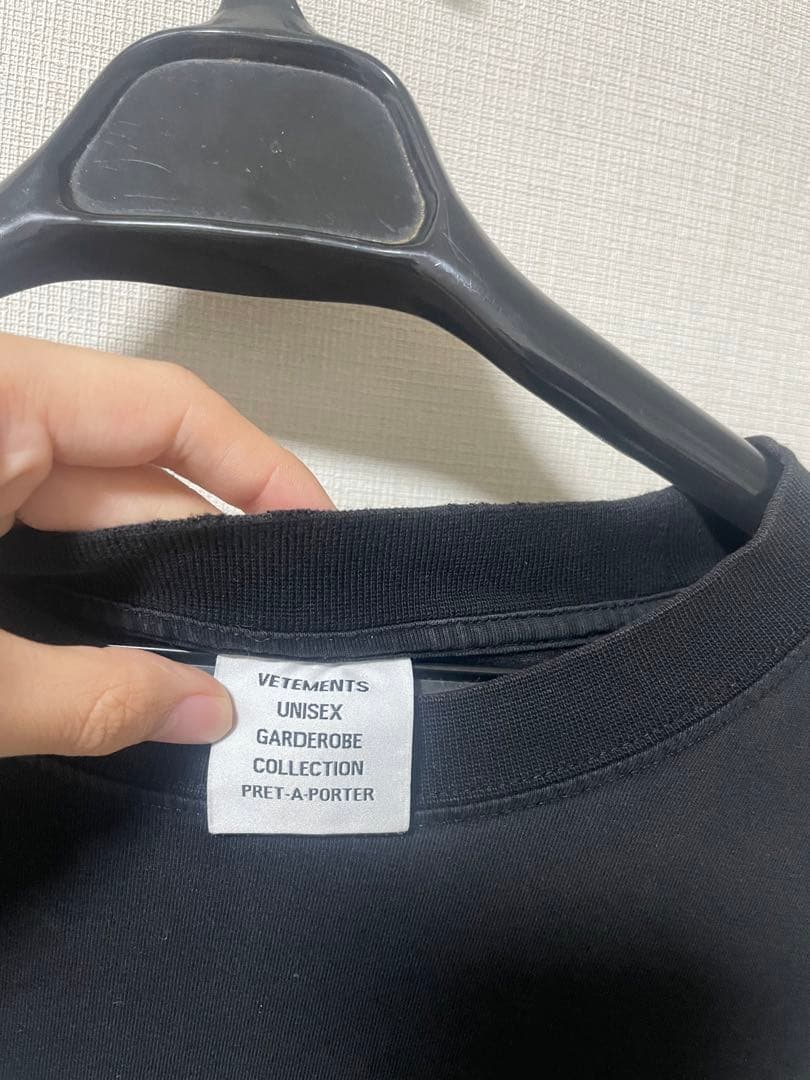 VETEMENTS
UNISEX
GARDEROBE
COLLECTION
PRET-A-PORTER